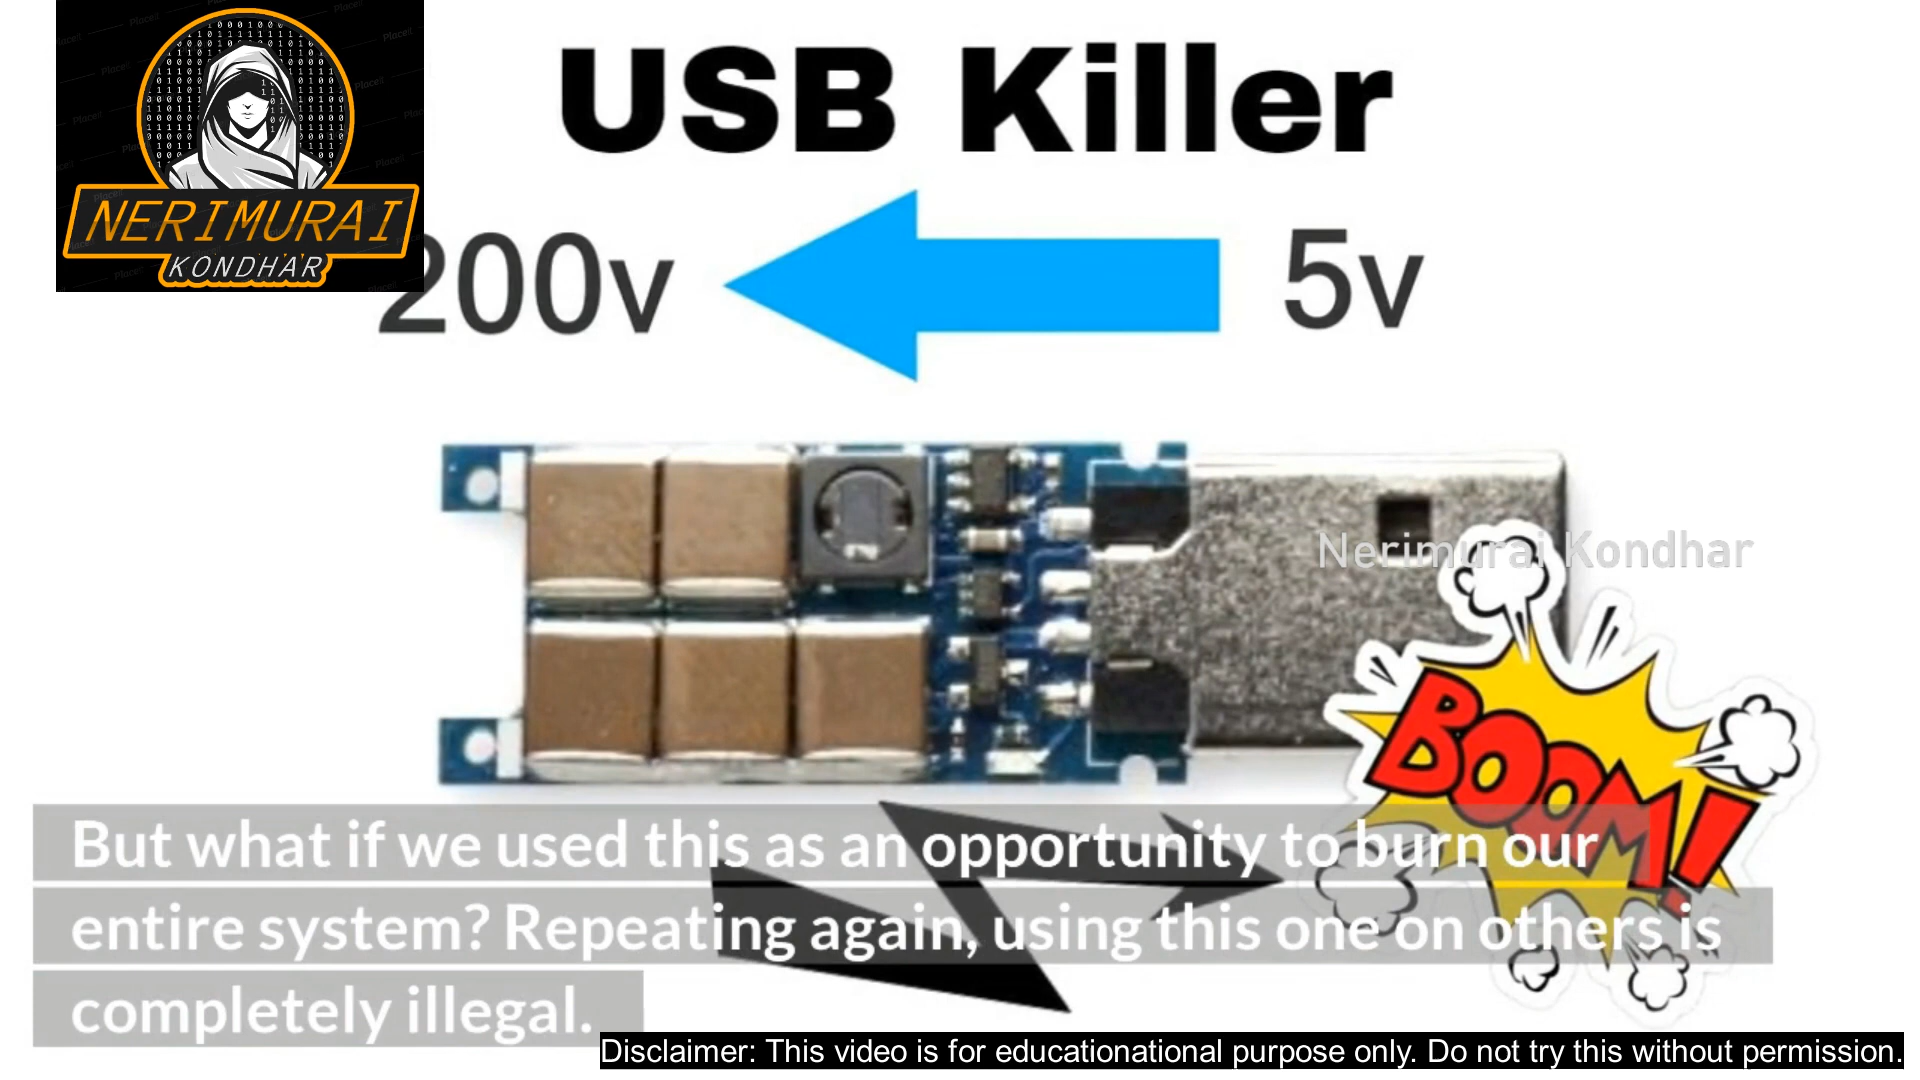 USB Killer
NERIMURAI
KONDHAR
200v
5v
Nerimurai Kondhar
BOOM!
But what if we used this as an opportunity to burn our
entire system? Repeating again, using this one on others is
completely illegal.
Disclaimer: This video is for educationational purpose only. Do not try this without permission.